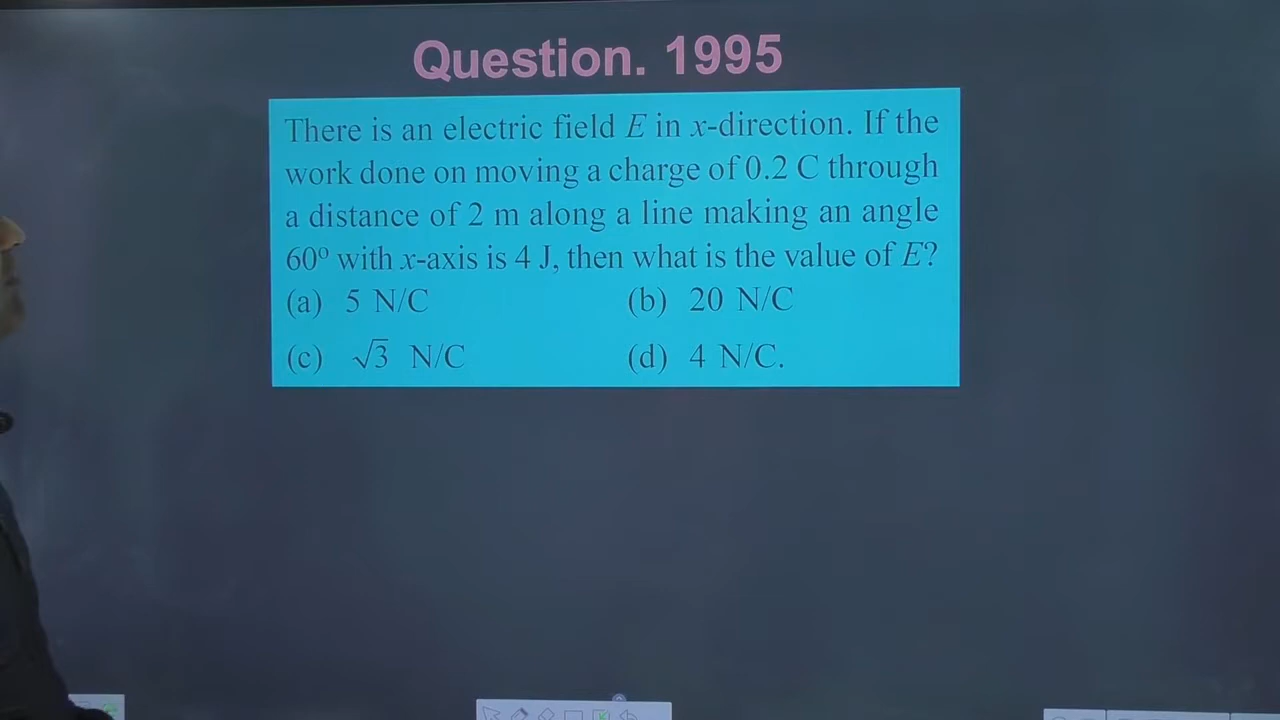 Question. 1995
There is an electric field E in x-direction. If the
work done on moving a charge of 0.2 C through
a distance of 2 m along a line making an angle
60º with x-axis is 4 J, then what is the value of E?
(a) 5 N/C (b) 20 N/C
(c) √3 N/C (d) 4 N/C.